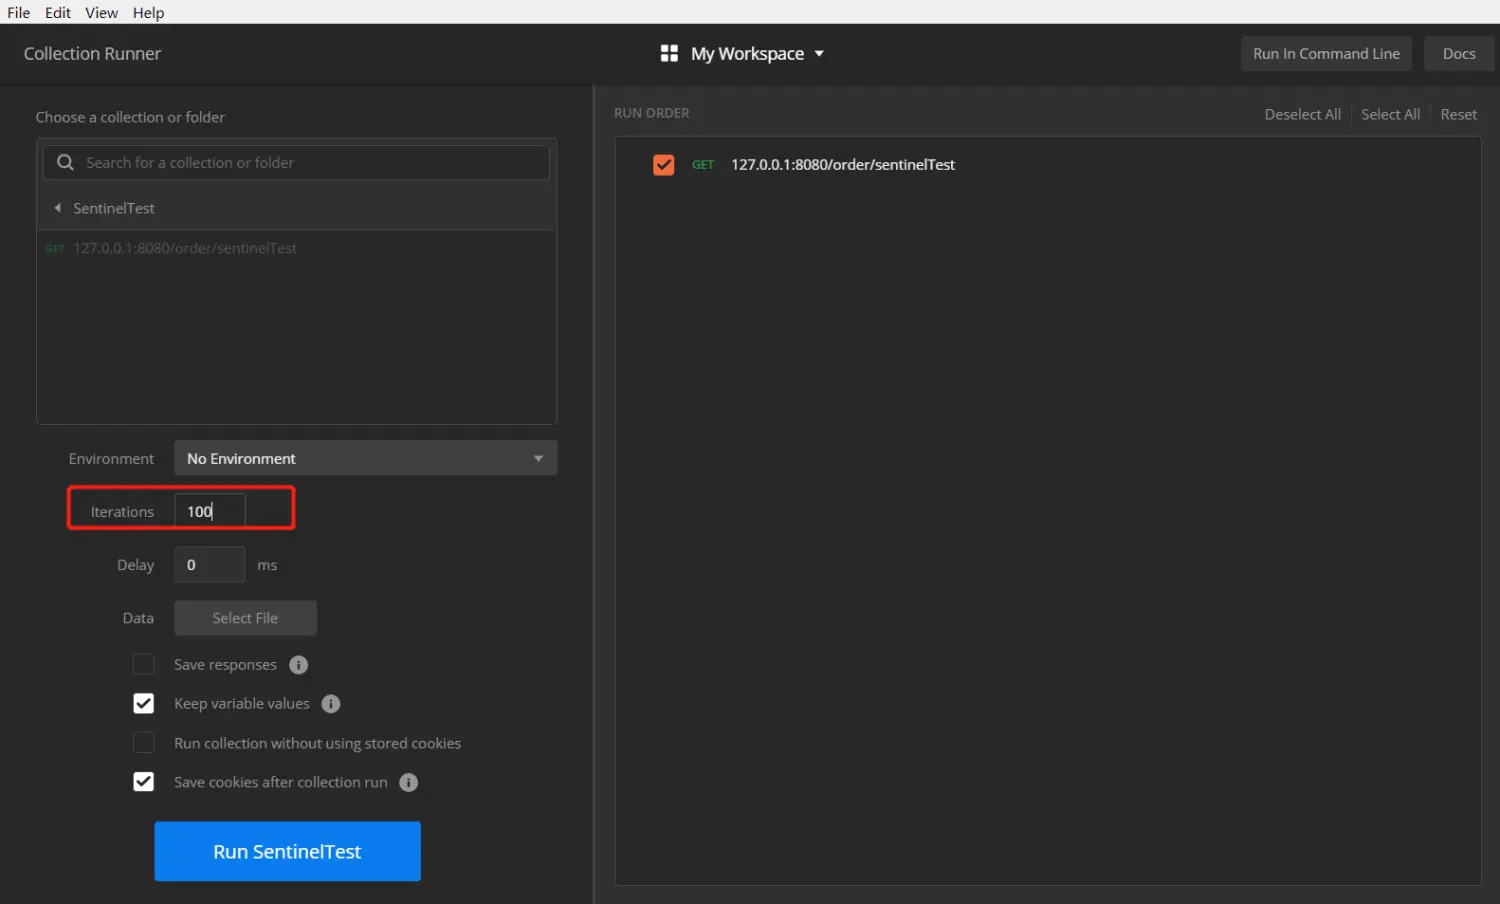 File Edit View Help
Collection Runner
My Workspace
Run In Command Line
Docs
Choose a collection or folder
Search for a collection or folder
SentinelTest
GET 127.0.0.1:8080/order/sentinelTest
Environment No Environment
Iterations 100
Delay 0 ms
Data Select File
Save responses
Keep variable values
Run collection without using stored cookies
Save cookies after collection run
Run SentinelTest
RUN ORDER
Deselect All Select All Reset
GET 127.0.0.1:8080/order/sentinelTest